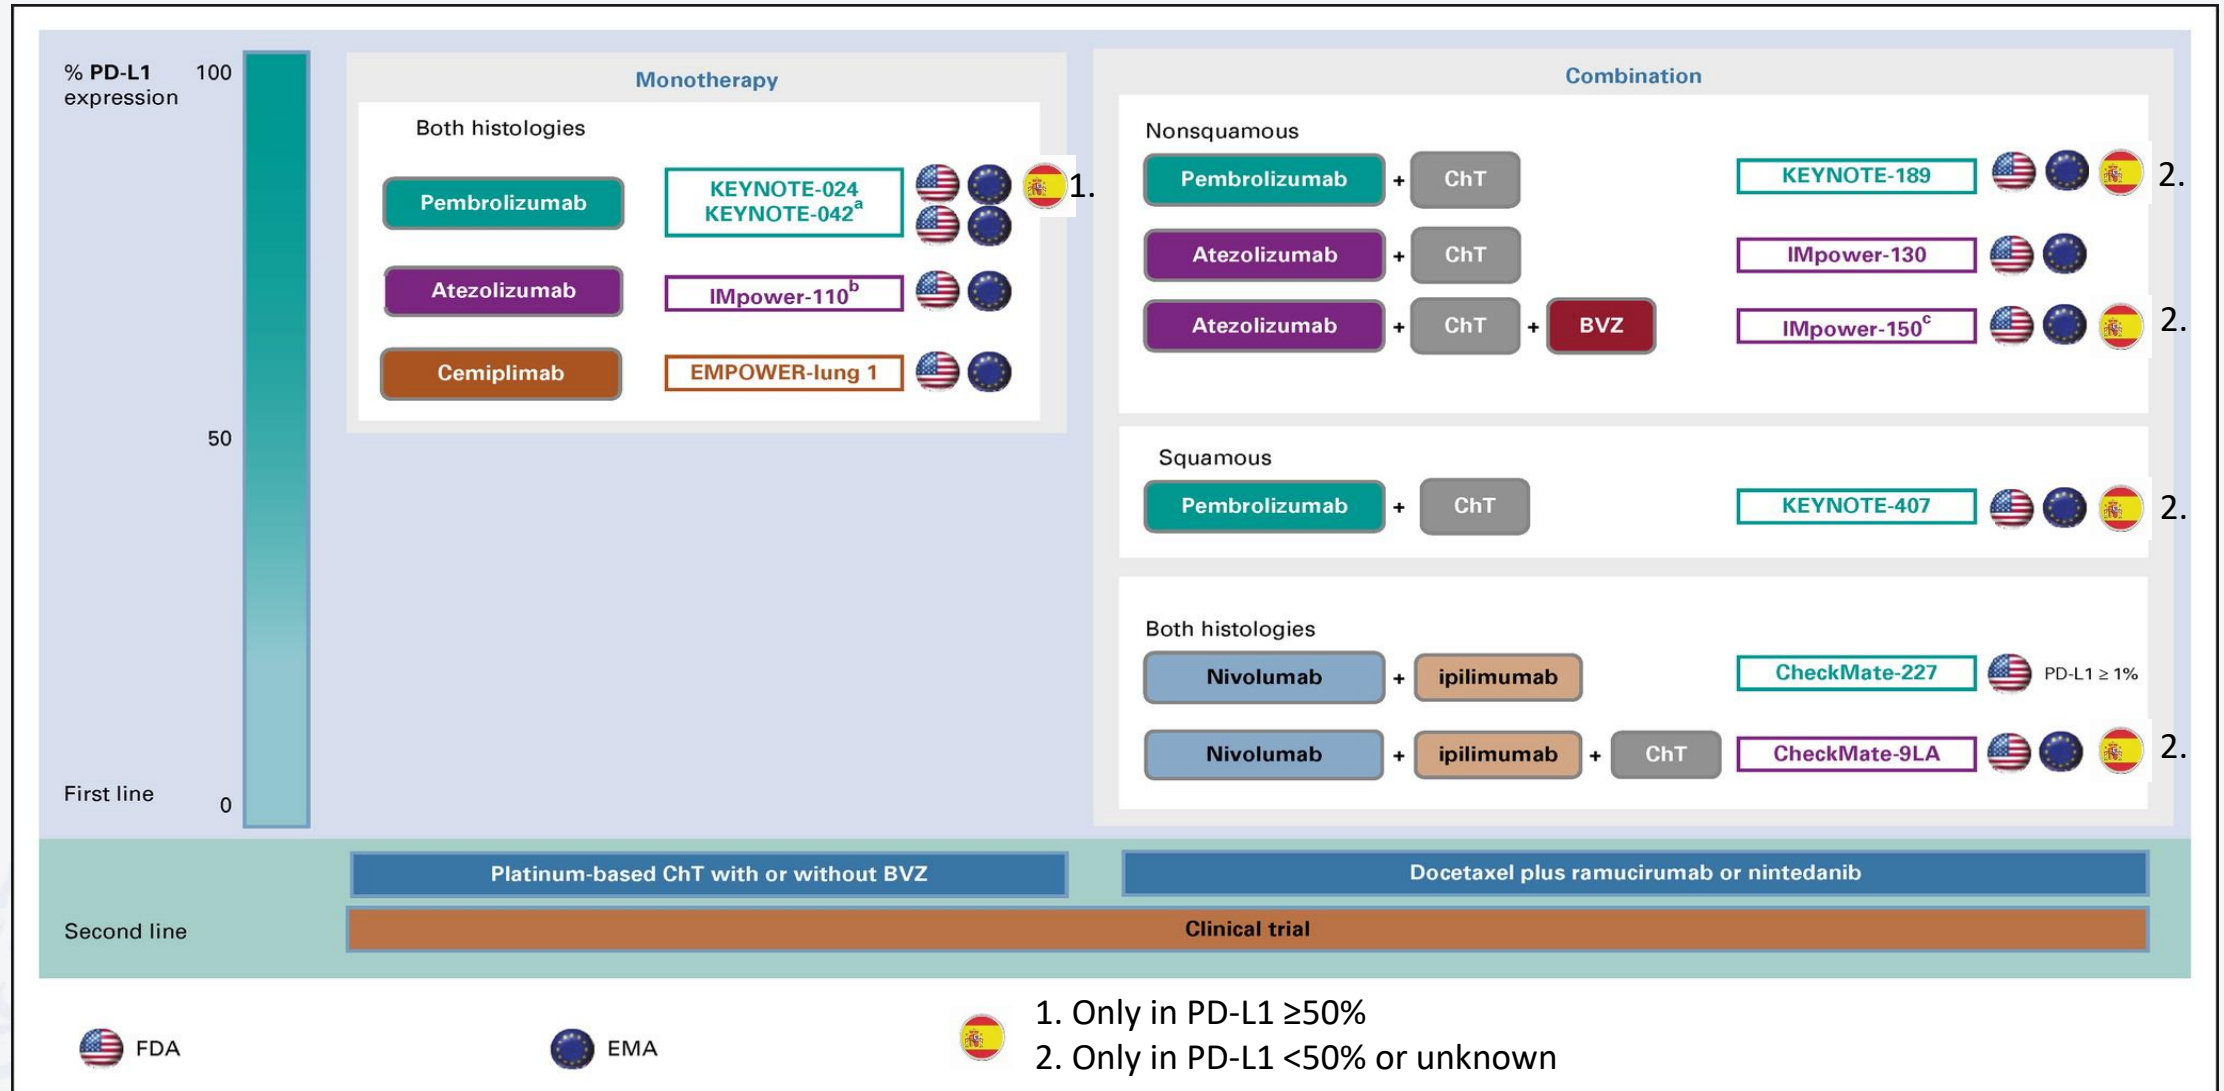 % PD-L1
expression
100
50
First line
0
Monotherapy
Both histologies
Pembrolizumab
KEYNOTE-024
KEYNOTE-042a
1.
Atezolizumab
IMpower-110b
Cemiplimab
EMPOWER-lung 1
Combination
Nonsquamous
Pembrolizumab + ChT KEYNOTE-189 2.
Atezolizumab + ChT IMpower-130
Atezolizumab + ChT + BVZ IMpower-150c 2.
Squamous
Pembrolizumab + ChT KEYNOTE-407 2.
Both histologies
Nivolumab + ipilimumab CheckMate-227 PD-L1 ≥ 1%
Nivolumab + ipilimumab + ChT CheckMate-9LA 2.
Platinum-based ChT with or without BVZ
Docetaxel plus ramucirumab or nintedanib
Second line
Clinical trial
FDA
EMA
1. Only in PD-L1 ≥50%
2. Only in PD-L1 <50% or unknown